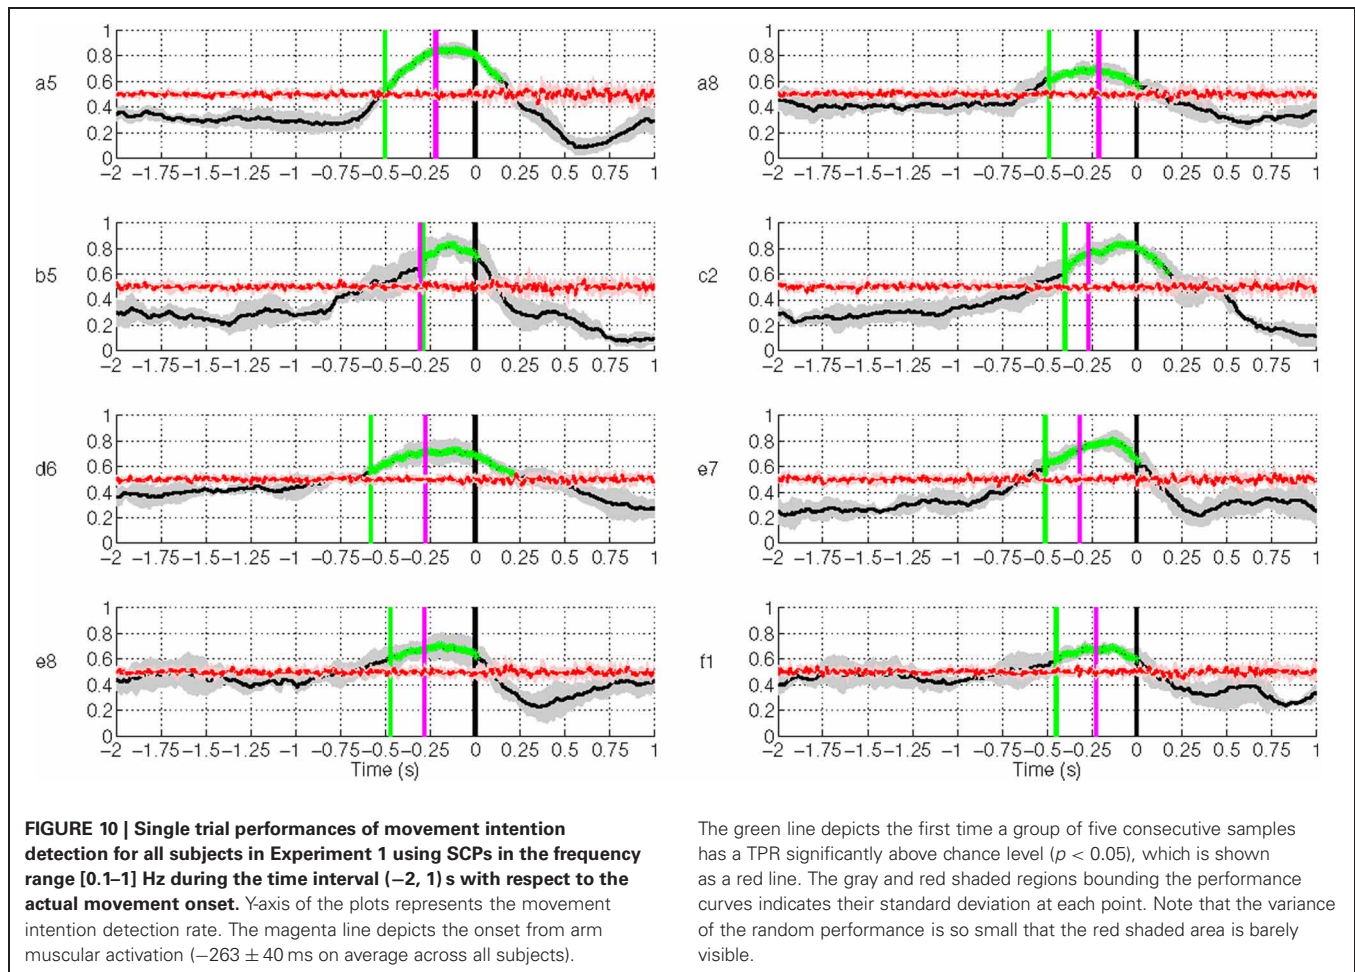 a5
1
0.8
0.6
0.4
0.2
0
−2 −1.75−1.5−1.25 −1 −0.75−0.5−0.25 0 0.25 0.5 0.75 1
a8
1
0.8
0.6
0.4
0.2
0
−2 −1.75−1.5−1.25 −1 −0.75−0.5−0.25 0 0.25 0.5 0.75 1
b5
1
0.8
0.6
0.4
0.2
0
−2 −1.75−1.5−1.25 −1 −0.75−0.5−0.25 0 0.25 0.5 0.75 1
c2
1
0.8
0.6
0.4
0.2
0
−2 −1.75−1.5−1.25 −1 −0.75−0.5−0.25 0 0.25 0.5 0.75 1
d6
1
0.8
0.6
0.4
0.2
0
−2 −1.75−1.5−1.25 −1 −0.75−0.5−0.25 0 0.25 0.5 0.75 1
e7
1
0.8
0.6
0.4
0.2
0
−2 −1.75−1.5−1.25 −1 −0.75−0.5−0.25 0 0.25 0.5 0.75 1
e8
1
0.8
0.6
0.4
0.2
0
−2 −1.75−1.5−1.25 −1 −0.75−0.5−0.25 0 0.25 0.5 0.75 1
Time (s)
f1
1
0.8
0.6
0.4
0.2
0
−2 −1.75−1.5−1.25 −1 −0.75−0.5−0.25 0 0.25 0.5 0.75 1
Time (s)
FIGURE 10 | Single trial performances of movement intention
detection for all subjects in Experiment 1 using SCPs in the frequency
range [0.1–1] Hz during the time interval (−2, 1) s with respect to the
actual movement onset. Y-axis of the plots represents the movement
intention detection rate. The magenta line depicts the onset from arm
muscular activation (−263 ± 40 ms on average across all subjects).
The green line depicts the first time a group of five consecutive samples
has a TPR significantly above chance level (p < 0.05), which is shown
as a red line. The gray and red shaded regions bounding the performance
curves indicates their standard deviation at each point. Note that the variance
of the random performance is so small that the red shaded area is barely
visible.